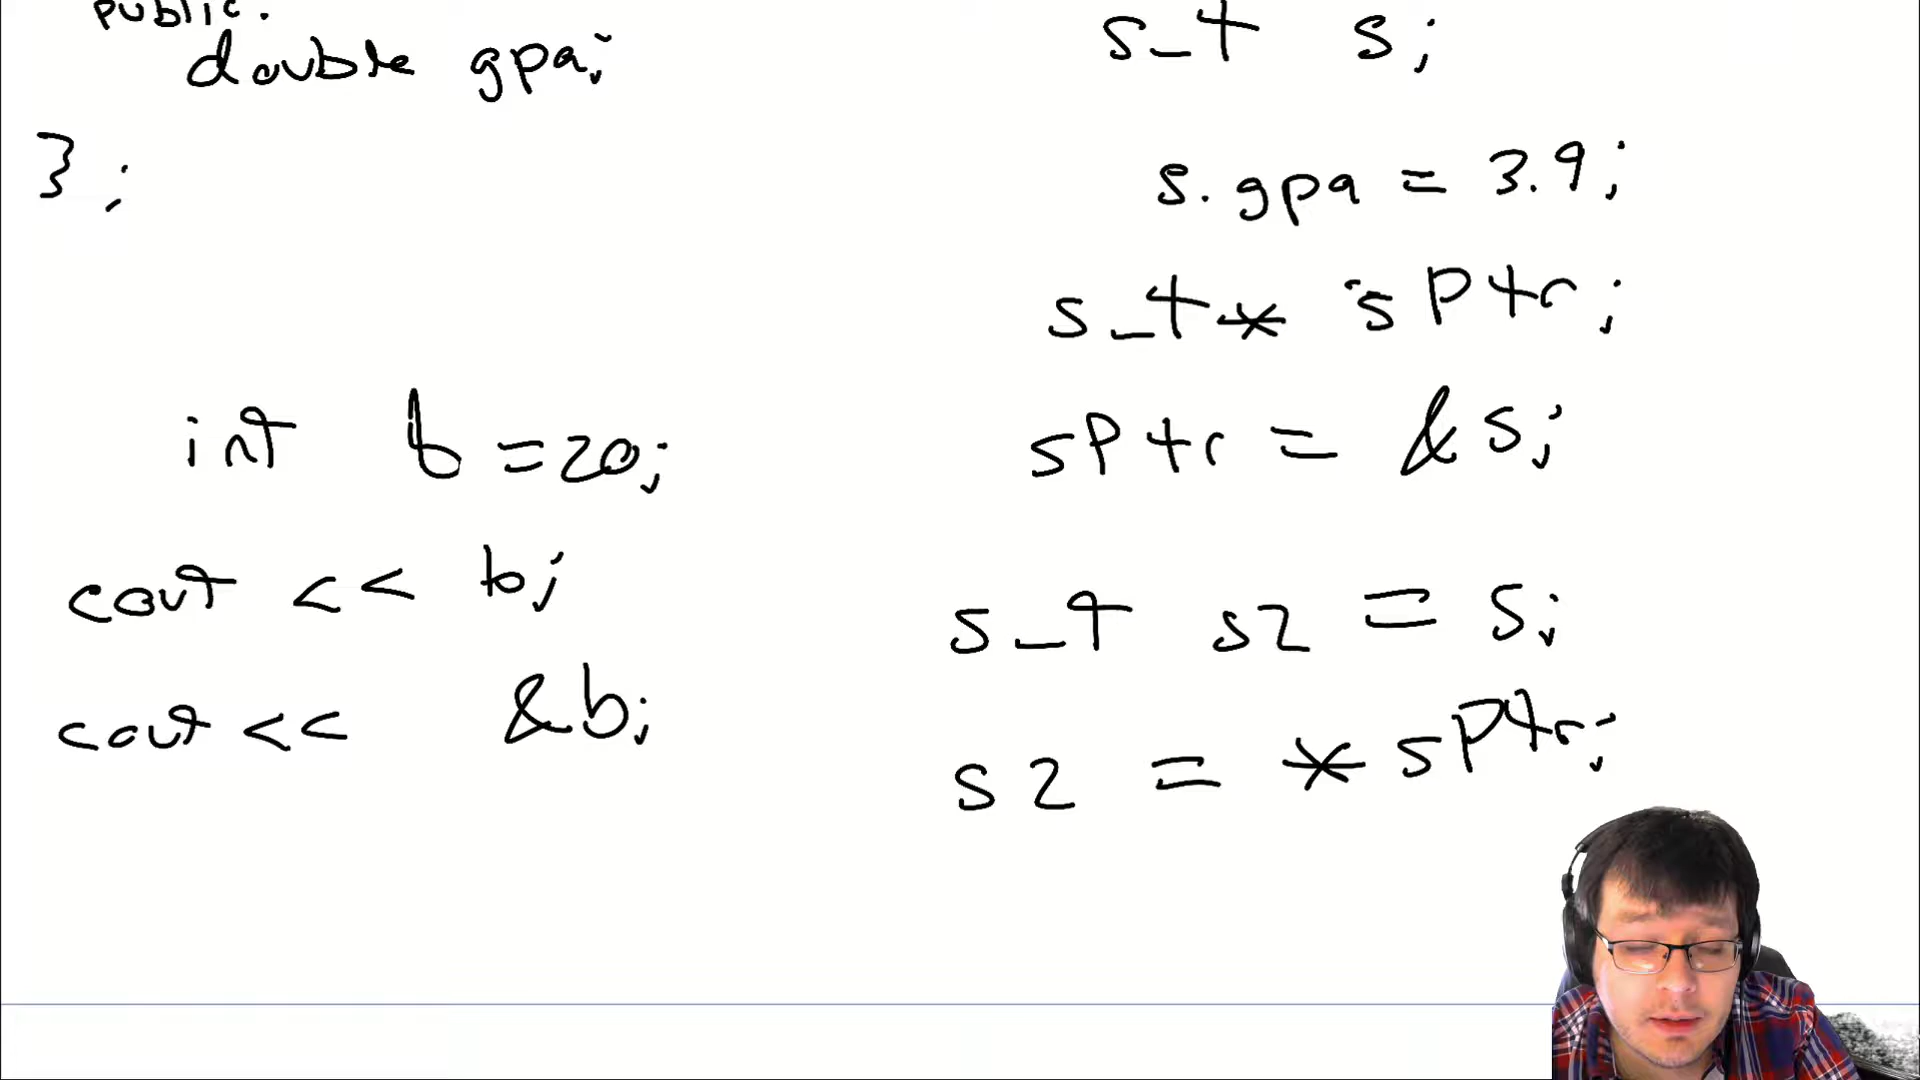 public:
double gpa;
};
int b = 20;
cout << b;
cout << &b;
s_t s;
s.gpa = 3.9;
s_t* sPtr;
sPtr = &s;
s_t s2 = s;
s2 = *sPtr;